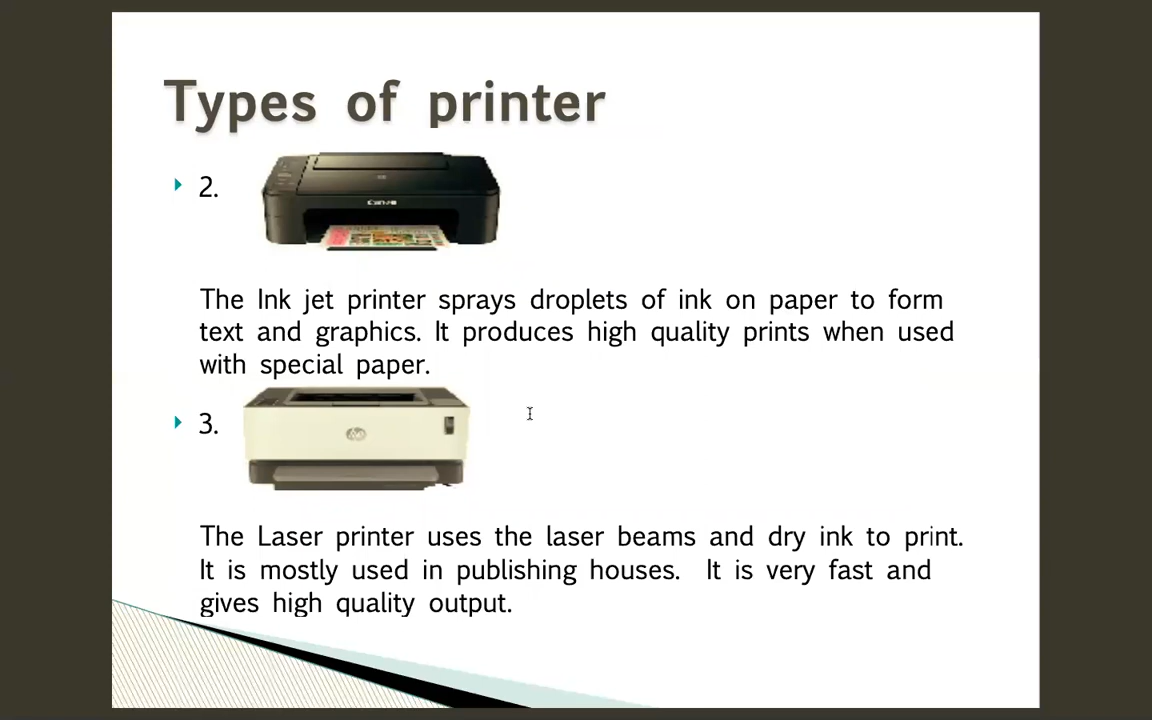 Types of printer
2.
Canon
The Ink jet printer sprays droplets of ink on paper to form
text and graphics. It produces high quality prints when used
with special paper.
3.
hp
The Laser printer uses the laser beams and dry ink to print.
It is mostly used in publishing houses. It is very fast and
gives high quality output.